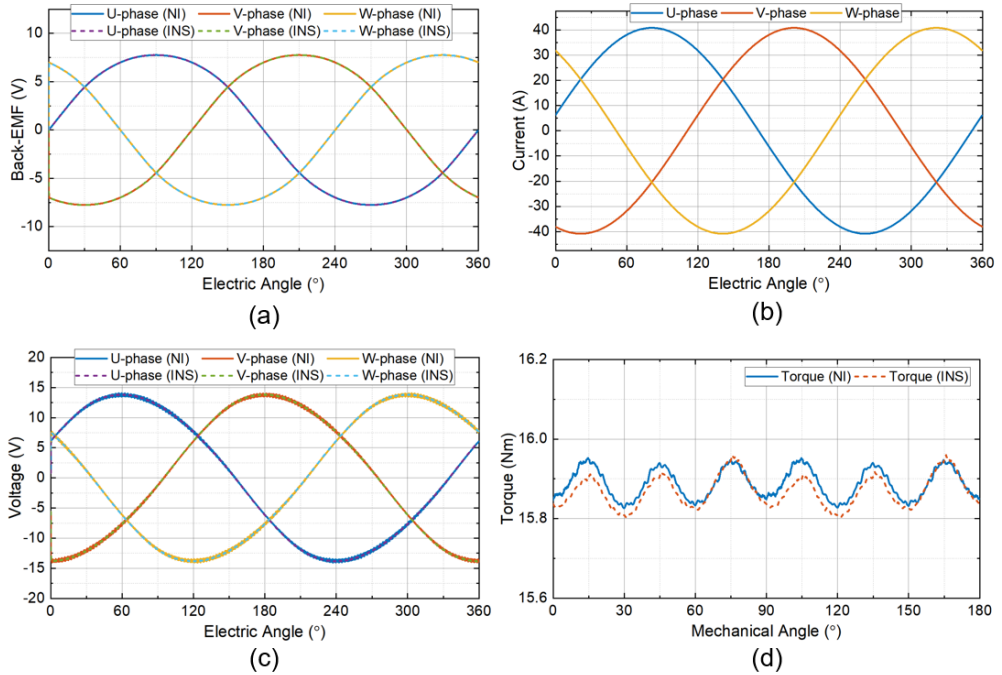 U-phase (NI) V-phase (NI) W-phase (NI)
U-phase (INS) V-phase (INS) W-phase (INS)
10
5
0
-5
-10
Back-EMF (V)
0 60 120 180 240 300 360
Electric Angle (°)
(a)
U-phase V-phase W-phase
40
30
20
10
0
-10
-20
-30
-40
Current (A)
0 60 120 180 240 300 360
Electric Angle (°)
(b)
U-phase (NI) V-phase (NI) W-phase (NI)
U-phase (INS) V-phase (INS) W-phase (INS)
20
15
10
5
0
-5
-10
-15
-20
Voltage (V)
0 60 120 180 240 300 360
Electric Angle (°)
(c)
Torque (NI) Torque (INS)
16.2
16.0
15.8
15.6
Torque (Nm)
0 30 60 90 120 150 180
Mechanical Angle (°)
(d)